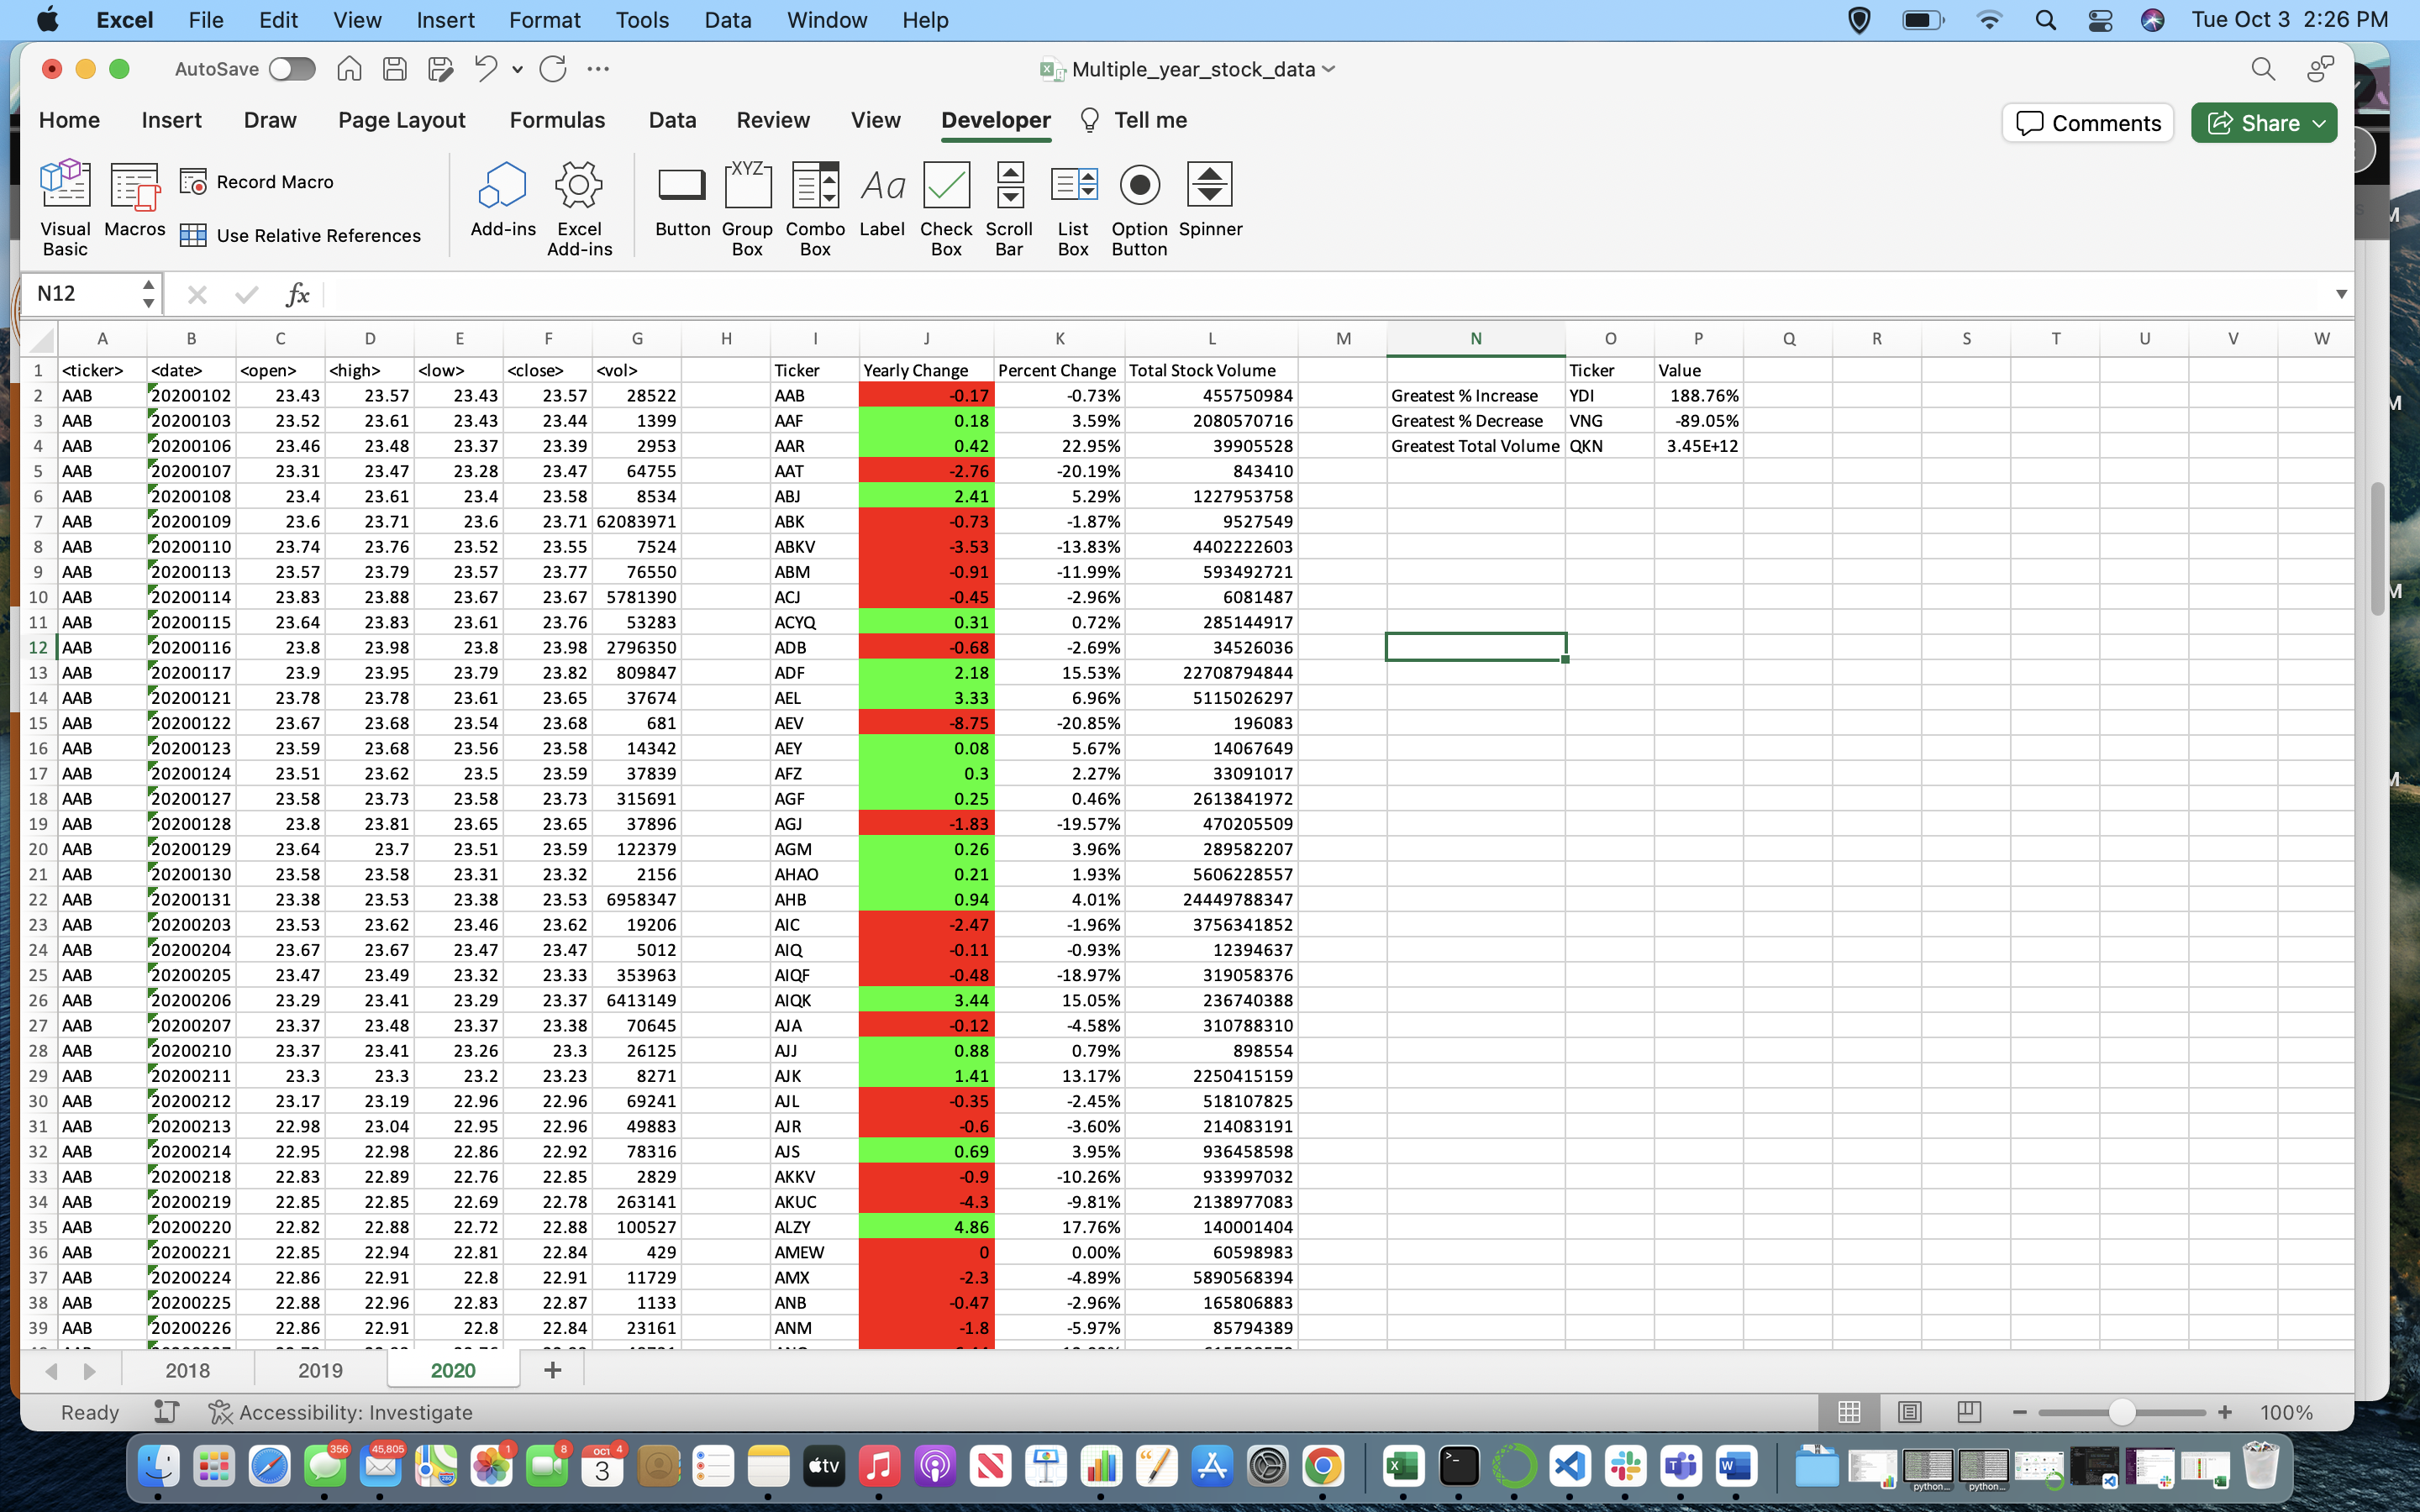 Excel File Edit View Insert Format Tools Data Window Help Tue Oct 3 2:26 PM
AutoSave Multiple_year_stock_data
Home Insert Draw Page Layout Formulas Data Review View Developer Tell me Comments Share
Visual Basic Macros Record Macro Use Relative References Add-ins Excel Add-ins XYZ Button Group Box Combo Box Aa Label Check Box Scroll Bar List Box Option Button Spinner
N12 fx
A B C D E F G H I J K L M N O P Q R S T U V W
1 <ticker> <date> <open> <high> <low> <close> <vol> Ticker Yearly Change Percent Change Total Stock Volume Ticker Value
2 AAB 20200102 23.43 23.57 23.43 23.57 28522 AAB -0.17 -0.73% 455750984 Greatest % Increase YDI 188.76%
3 AAB 20200103 23.52 23.61 23.43 23.44 1399 AAF 0.18 3.59% 2080570716 Greatest % Decrease VNG -89.05%
4 AAB 20200106 23.46 23.48 23.37 23.39 2953 AAR 0.42 22.95% 39905528 Greatest Total Volume QKN 3.45E+12
5 AAB 20200107 23.31 23.47 23.28 23.47 64755 AAT -2.76 -20.19% 843410
6 AAB 20200108 23.4 23.61 23.4 23.58 8534 ABJ 2.41 5.29% 1227953758
7 AAB 20200109 23.6 23.71 23.6 23.71 62083971 ABK -0.73 -1.87% 9527549
8 AAB 20200110 23.74 23.76 23.52 23.55 7524 ABKV -3.53 -13.83% 4402222603
9 AAB 20200113 23.57 23.79 23.57 23.77 76550 ABM -0.91 -11.99% 593492721
10 AAB 20200114 23.83 23.88 23.67 23.67 5781390 ACJ -0.45 -2.96% 6081487
11 AAB 20200115 23.64 23.83 23.61 23.76 53283 ACYQ 0.31 0.72% 285144917
12 AAB 20200116 23.8 23.98 23.8 23.98 2796350 ADB -0.68 -2.69% 34526036
13 AAB 20200117 23.9 23.95 23.79 23.82 809847 ADF 2.18 15.53% 22708794844
14 AAB 20200121 23.78 23.78 23.61 23.65 37674 AEL 3.33 6.96% 5115026297
15 AAB 20200122 23.67 23.68 23.54 23.68 681 AEV -8.75 -20.85% 196083
16 AAB 20200123 23.59 23.68 23.56 23.58 14342 AEY 0.08 5.67% 14067649
17 AAB 20200124 23.51 23.62 23.5 23.59 37839 AFZ 0.3 2.27% 33091017
18 AAB 20200127 23.58 23.73 23.58 23.73 315691 AGF 0.25 0.46% 2613841972
19 AAB 20200128 23.8 23.81 23.65 23.65 37896 AGJ -1.83 -19.57% 470205509
20 AAB 20200129 23.64 23.7 23.51 23.59 122379 AGM 0.26 3.96% 289582207
21 AAB 20200130 23.58 23.58 23.31 23.32 2156 AHAO 0.21 1.93% 5606228557
22 AAB 20200131 23.38 23.53 23.38 23.53 6958347 AHB 0.94 4.01% 24449788347
23 AAB 20200203 23.53 23.62 23.46 23.62 19206 AIC -2.47 -1.96% 3756341852
24 AAB 20200204 23.67 23.67 23.47 23.47 5012 AIQ -0.11 -0.93% 12394637
25 AAB 20200205 23.47 23.49 23.32 23.33 353963 AIQF -0.48 -18.97% 319058376
26 AAB 20200206 23.29 23.41 23.29 23.37 6413149 AIQK 3.44 15.05% 236740388
27 AAB 20200207 23.37 23.48 23.37 23.38 70645 AJA -0.12 -4.58% 310788310
28 AAB 20200210 23.37 23.41 23.26 23.3 26125 AJJ 0.88 0.79% 898554
29 AAB 20200211 23.3 23.3 23.2 23.23 8271 AJK 1.41 13.17% 2250415159
30 AAB 20200212 23.17 23.19 22.96 22.96 69241 AJL -0.35 -2.45% 518107825
31 AAB 20200213 22.98 23.04 22.95 22.96 49883 AJR -0.6 -3.60% 214083191
32 AAB 20200214 22.95 22.98 22.86 22.92 78316 AJS 0.69 3.95% 936458598
33 AAB 20200218 22.83 22.89 22.76 22.85 2829 AKKV -0.9 -10.26% 933997032
34 AAB 20200219 22.85 22.85 22.69 22.78 263141 AKUC -4.3 -9.81% 2138977083
35 AAB 20200220 22.82 22.88 22.72 22.88 100527 ALZY 4.86 17.76% 140001404
36 AAB 20200221 22.85 22.94 22.81 22.84 429 AMEW 0 0.00% 60598983
37 AAB 20200224 22.86 22.91 22.8 22.91 11729 AMX -2.3 -4.89% 5890568394
38 AAB 20200225 22.88 22.96 22.83 22.87 1133 ANB -0.47 -2.96% 165806883
39 AAB 20200226 22.86 22.91 22.8 22.84 23161 ANM -1.8 -5.97% 85794389
2018 2019 2020 +
Ready Accessibility: Investigate 100%
356 45,805 1 8 OCT 4 3 tv python... python...